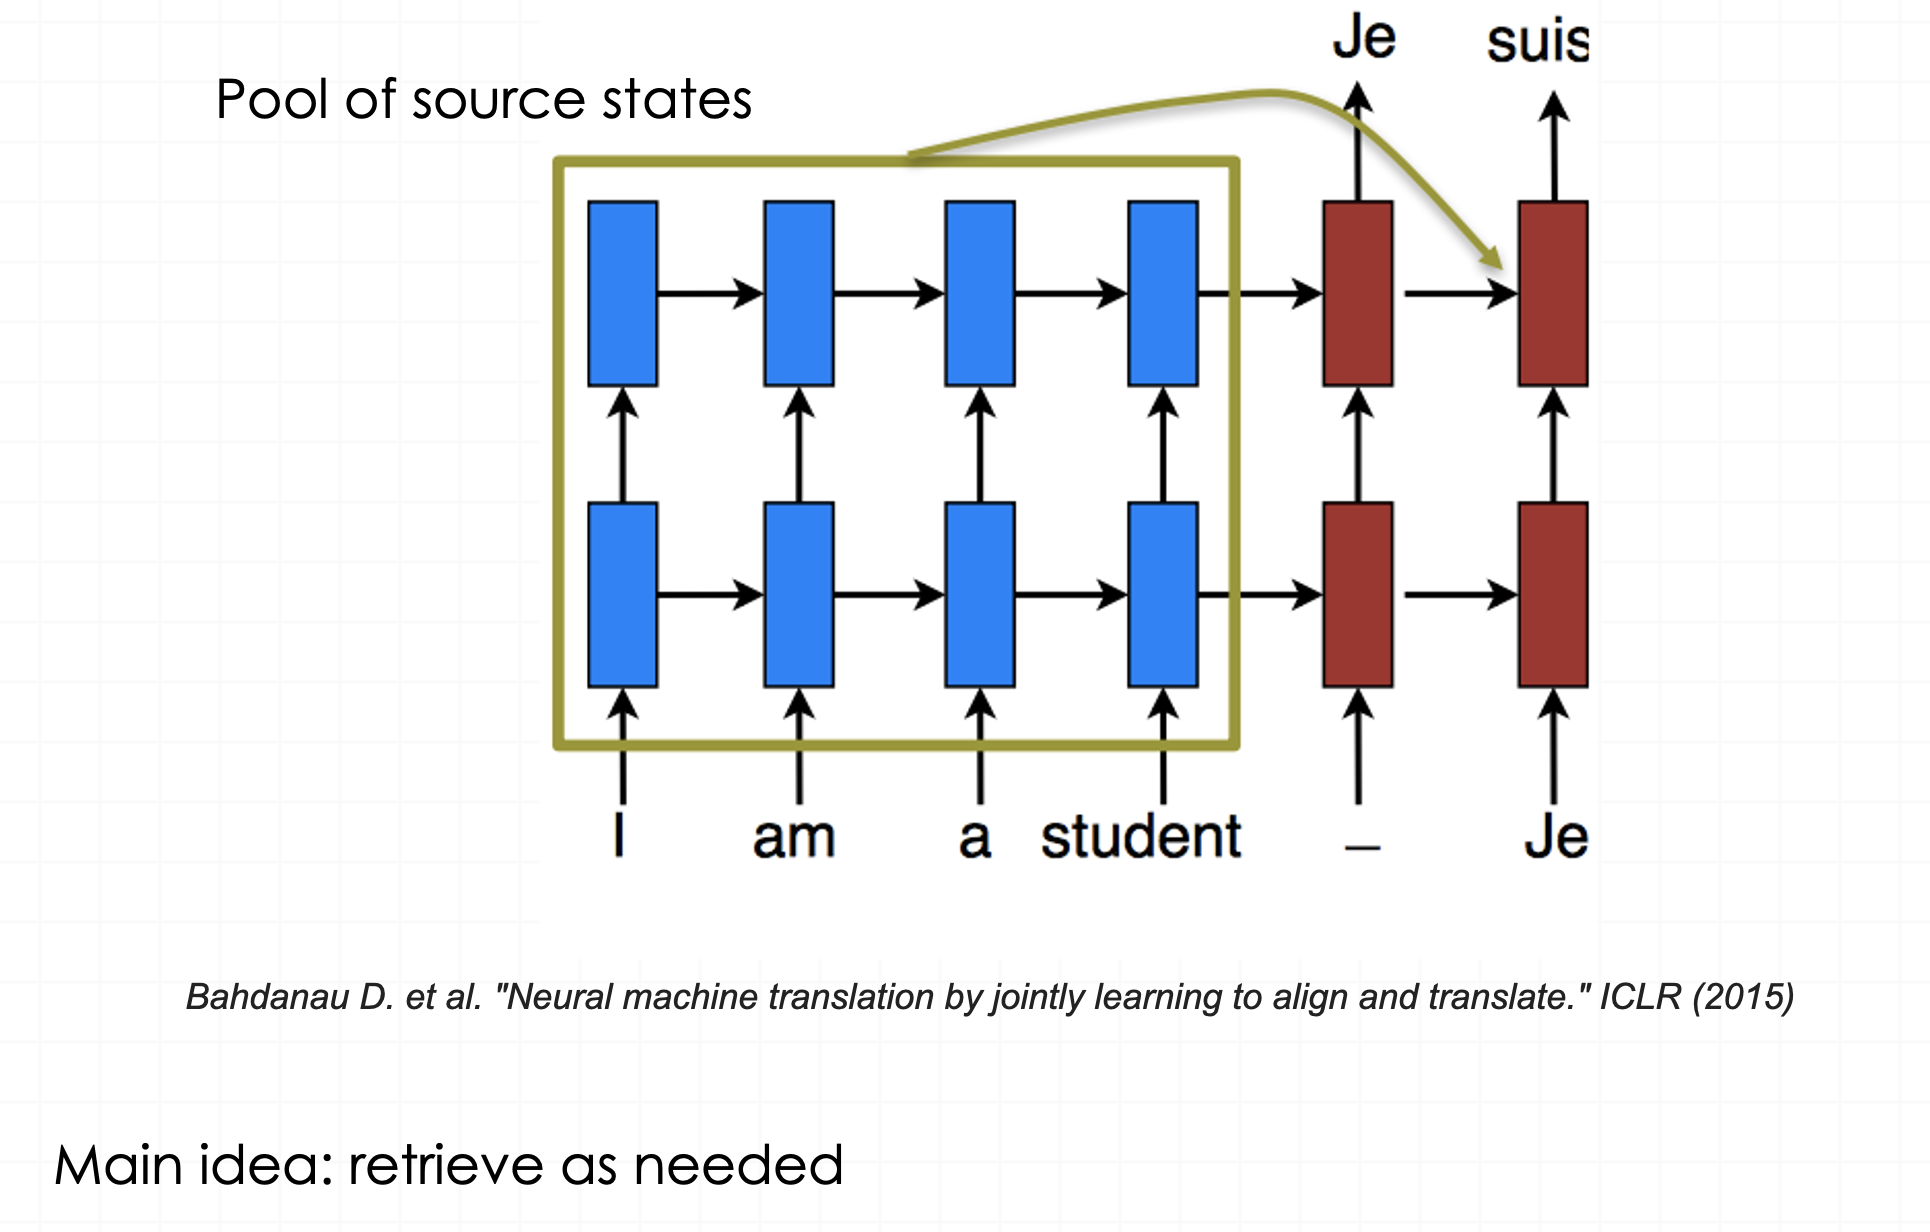 Je suis
Pool of source states
I am a student _ Je
Bahdanau D. et al. "Neural machine translation by jointly learning to align and translate." ICLR (2015)
Main idea: retrieve as needed